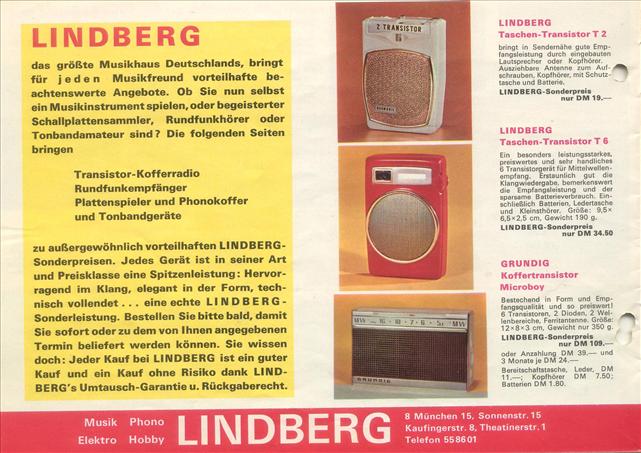 LINDBERG
das größte Musikhaus Deutschlands, bringt
für jeden Musikfreund vorteilhafte be-
achtenswerte Angebote. Ob Sie nun selbst
ein Musikinstrument spielen, oder begeisterter
Schallplattensammler, Rundfunkhörer oder
Tonbandamateur sind? Die folgenden Seiten
bringen
Transistor-Kofferradio
Rundfunkempfänger
Plattenspieler und Phonokoffer
und Tonbandgeräte
zu außergewöhnlich vorteilhaften LINDBERG-
Sonderpreisen. Jedes Gerät ist in seiner Art
und Preisklasse eine Spitzenleistung: Hervor-
ragend im Klang, elegant in der Form, tech-
nisch vollendet . . . eine echte LINDBERG-
Sonderleistung. Bestellen Sie bitte bald, damit
Sie sofort oder zu dem von Ihnen angegebenen
Termin beliefert werden können. Sie wissen
doch: Jeder Kauf bei LINDBERG ist ein guter
Kauf und ein Kauf ohne Risiko dank LIND-
BERG's Umtausch-Garantie u. Rückgaberecht.
2 TRANSISTOR
HARMONIE
MW 16 10 7 6 5 MW
GRUNDIG
LINDBERG
Taschen-Transistor T 2
bringt in Sendernähe gute Emp-
fangsleistung durch eingebauten
Lautsprecher oder Kopfhörer.
Ausziehbare Antenne zum Auf-
schrauben, Kopfhörer, mit Schutz-
tasche und Batterie.
LINDBERG-Sonderpreis
nur DM 19.—
LINDBERG
Taschen-Transistor T 6
Ein besonders leistungsstarkes,
preiswertes und sehr handliches
6 Transistorgerät für Mittelwellen-
empfang. Erstaunlich gut die
Klangwiedergabe, bemerkenswert
die Empfangsleistung und der
sparsame Batterieverbrauch. Ein-
schließlich Batterien, Ledertasche
und Kleinsthörer. Größe: 9,5×
6,5×2,5 cm, Gewicht 190 g.
LINDBERG-Sonderpreis
nur DM 34.50
GRUNDIG
Koffertransistor
Microboy
Bestechend in Form und Emp-
fangsqualität und so preiswert!
6 Transistoren, 2 Dioden, 2 Wel-
lenbereiche, Ferritantenne. Größe:
12×8×3 cm, Gewicht nur 350 g.
LINDBERG-Sonderpreis
nur DM 109.—
oder Anzahlung DM 39.— und
3 Monate je DM 24.—
Bereitschaftstasche, Leder, DM
11.—; Kopfhörer DM 7.50;
Batterien DM 1.80.
Musik Phono
Elektro Hobby
LINDBERG
8 München 15, Sonnenstr. 15
Kaufingerstr. 8, Theatinerstr. 1
Telefon 558601